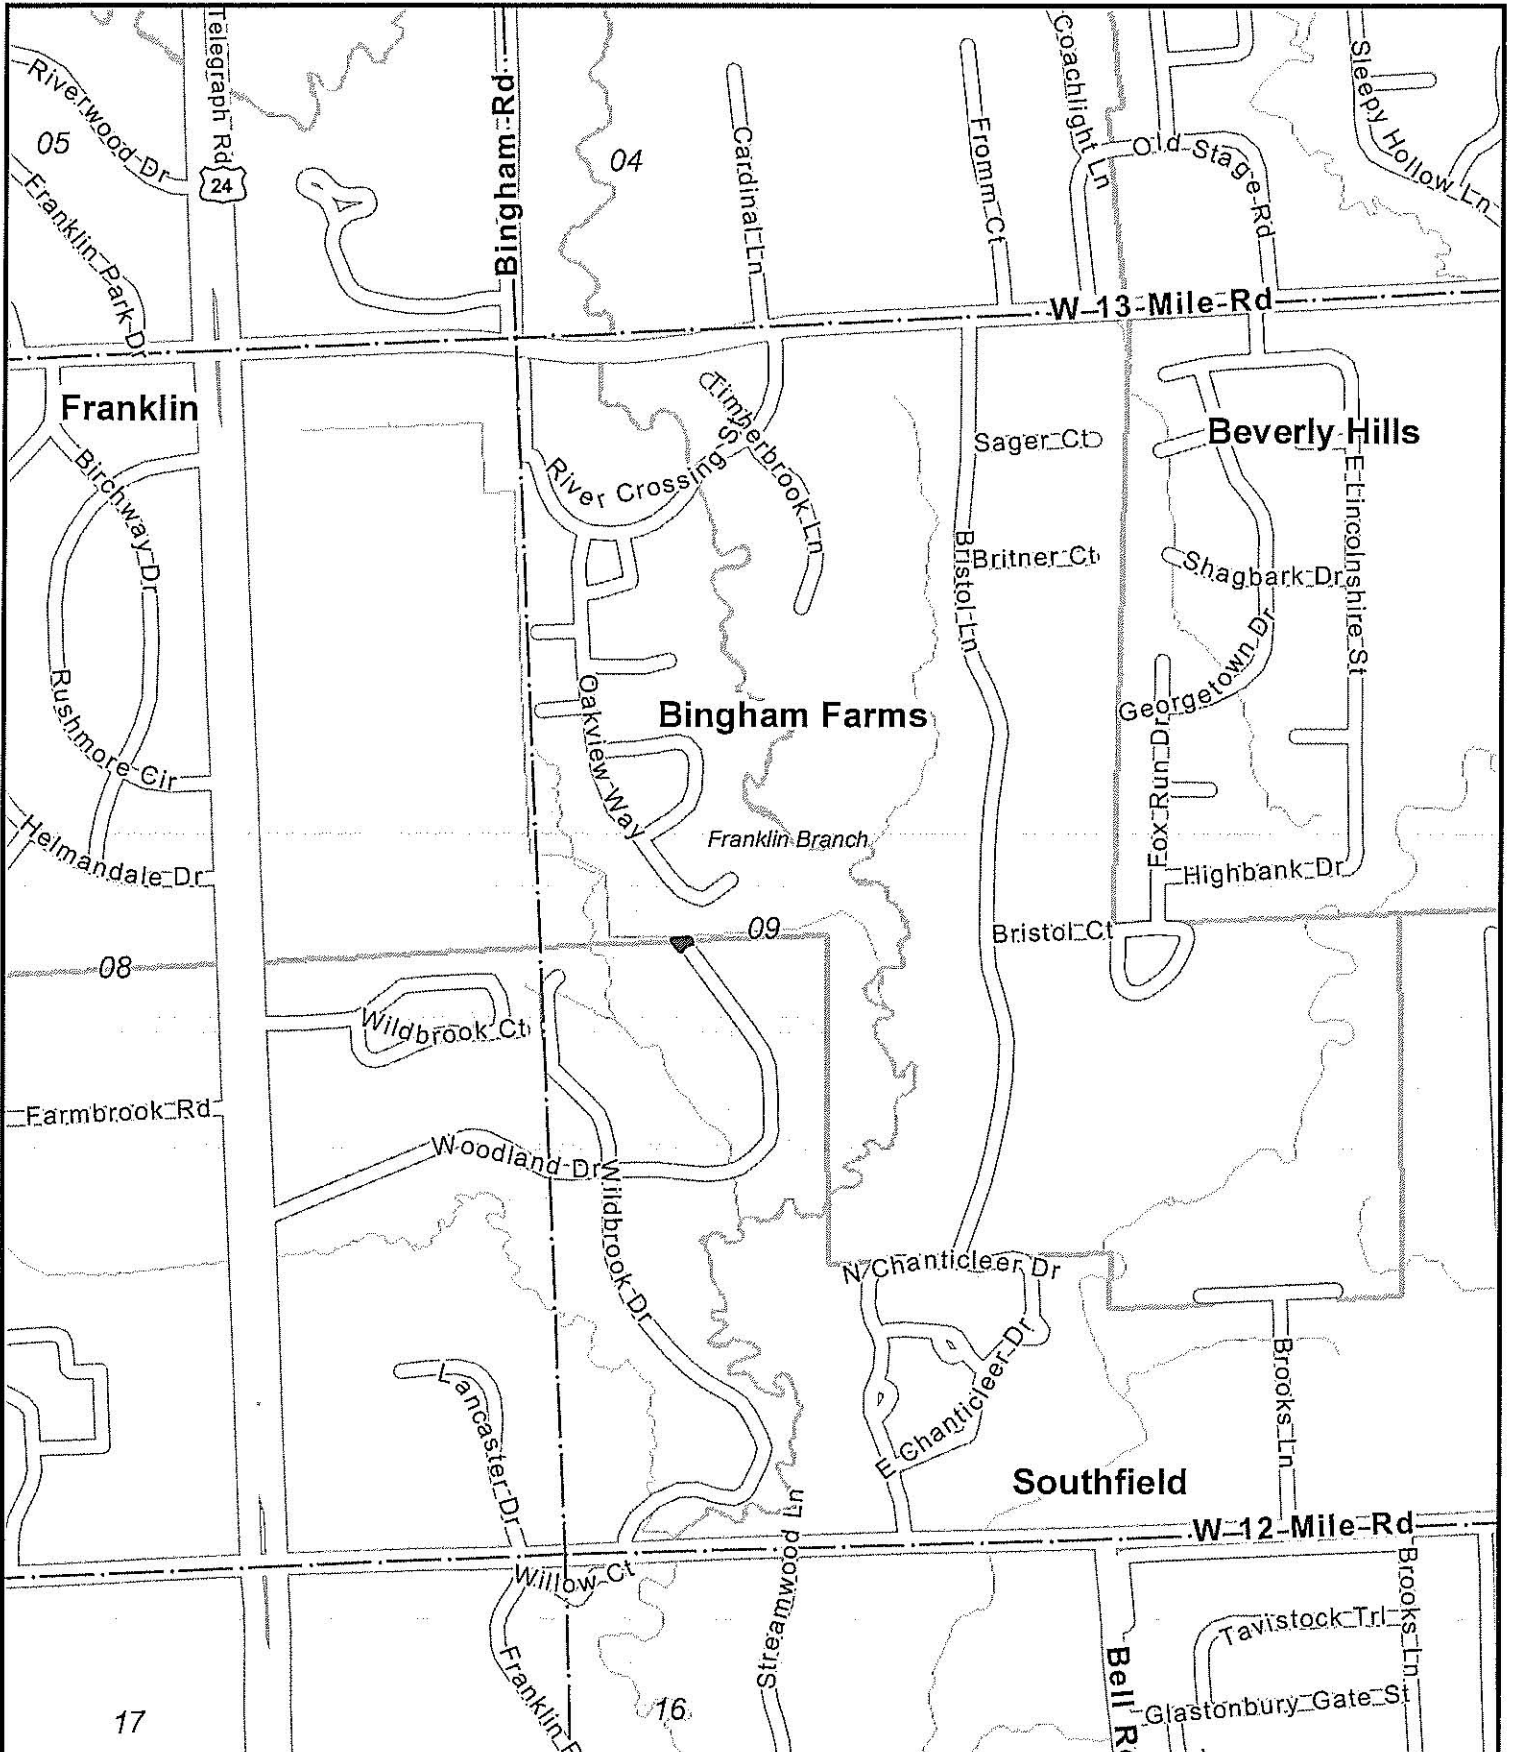 Telegraph Rd
Bingham Rd
Coachlight Ln
Sleepy Hollow Ln
Riverwood Dr
05
04
Cardinal Ln
Fromm Ct
Old Stage Rd
24
Franklin Park Dr
W 13 Mile Rd
Franklin
Timberbrook Ln
Sager Ct
Beverly Hills
Birchway Dr
River Crossing St
E Lincolnshire St
Bristol Ln
Britner Ct
Shagbark Dr
Rushmore Cir
Oakview Way
Georgetown Dr
Bingham Farms
Fox Run Dr
Helmandale Dr
Franklin Branch
Highbank Dr
09
Bristol Ct
08
Wildbrook Ct
Farmbrook Rd
Woodland Dr
Wildbrook Dr
N Chanticleer Dr
Lancaster Dr
E Chanticleer Dr
Brooks Ln
Southfield
W 12 Mile Rd
Willow Ct
Streamwood Ln
Brooks Ln
Tavistock Trl
Franklin
Bell
Glastonbury Gate St
17
16